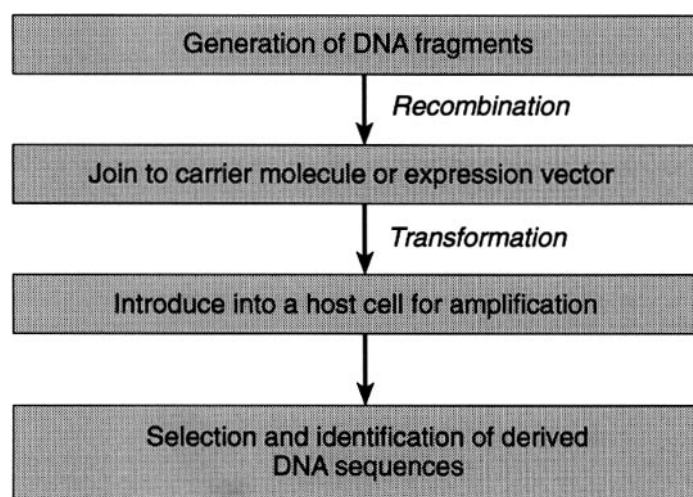 Generation of DNA fragments
Recombination
Join to carrier molecule or expression vector
Transformation
Introduce into a host cell for amplification
Selection and identification of derived
DNA sequences